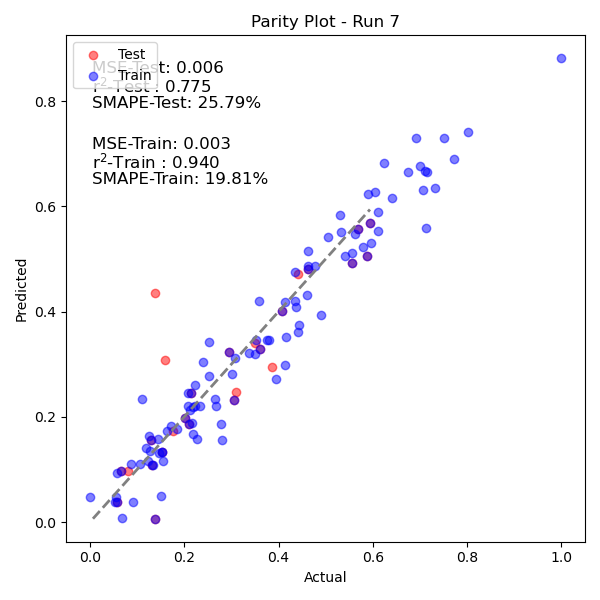 Parity Plot - Run 7
Test
Train
MSE-Test: 0.006
r²-Test : 0.775
SMAPE-Test: 25.79%
MSE-Train: 0.003
r²-Train : 0.940
SMAPE-Train: 19.81%
Predicted
0.8
0.6
0.4
0.2
0.0
0.0 0.2 0.4 0.6 0.8 1.0
Actual